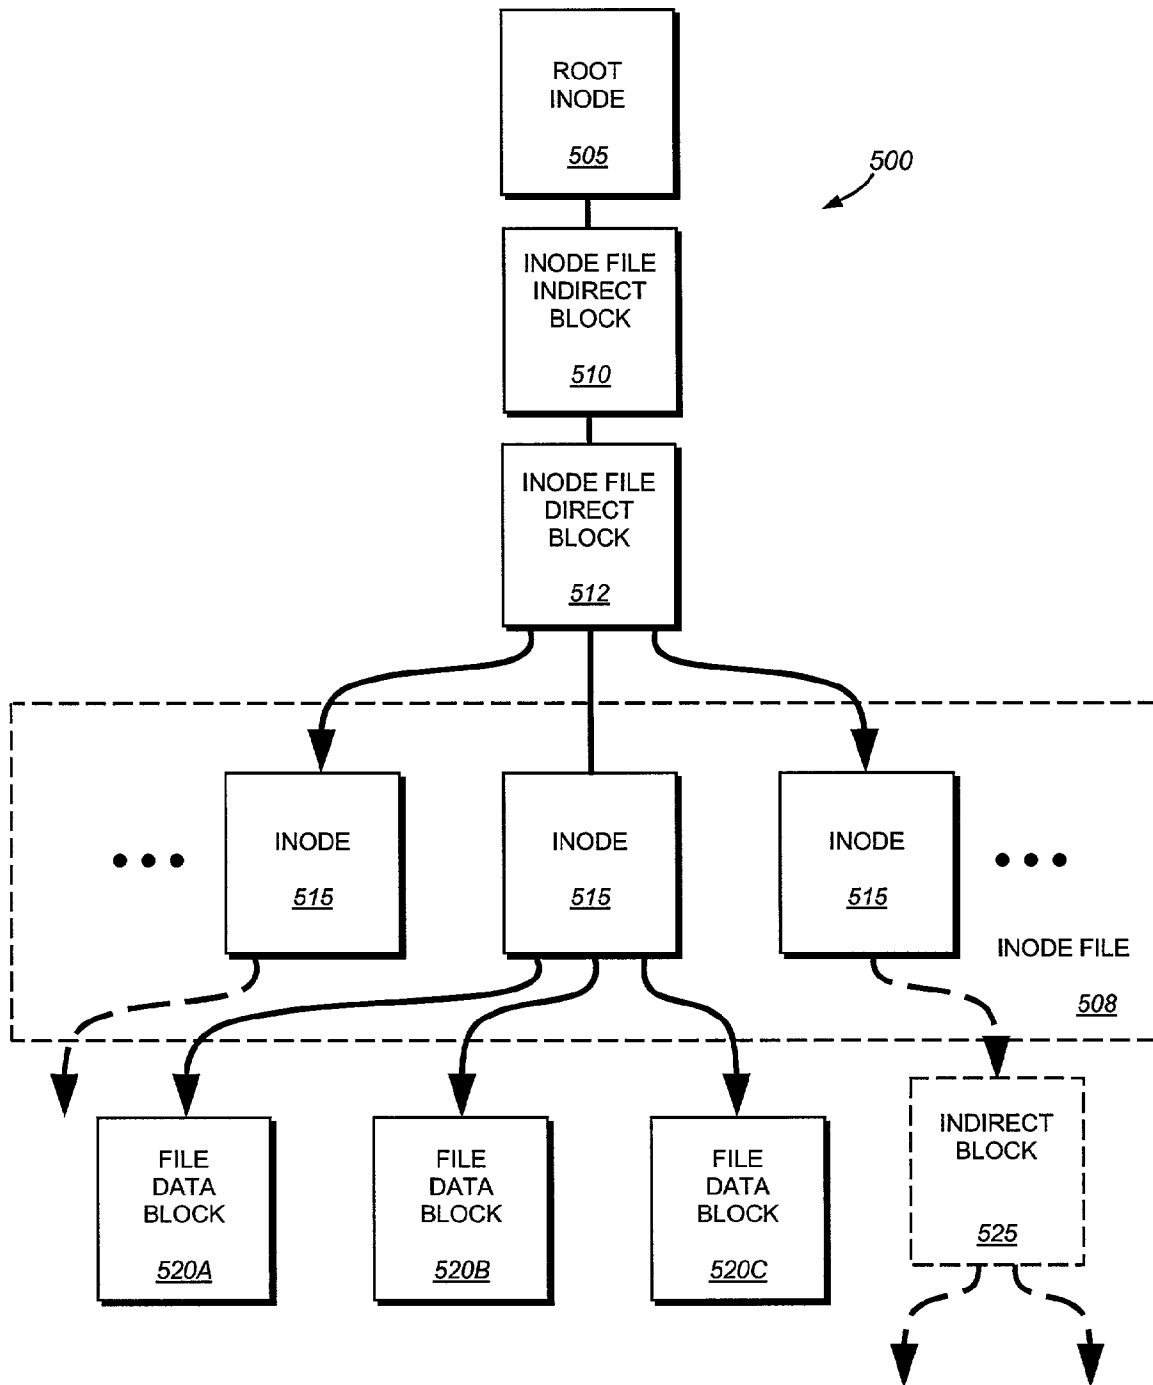 ROOT
INODE
505
500
INODE FILE
INDIRECT
BLOCK
510
INODE FILE
DIRECT
BLOCK
512
INODE
515
INODE
515
INODE
515
INODE FILE
508
FILE
DATA
BLOCK
520A
FILE
DATA
BLOCK
520B
FILE
DATA
BLOCK
520C
INDIRECT
BLOCK
525